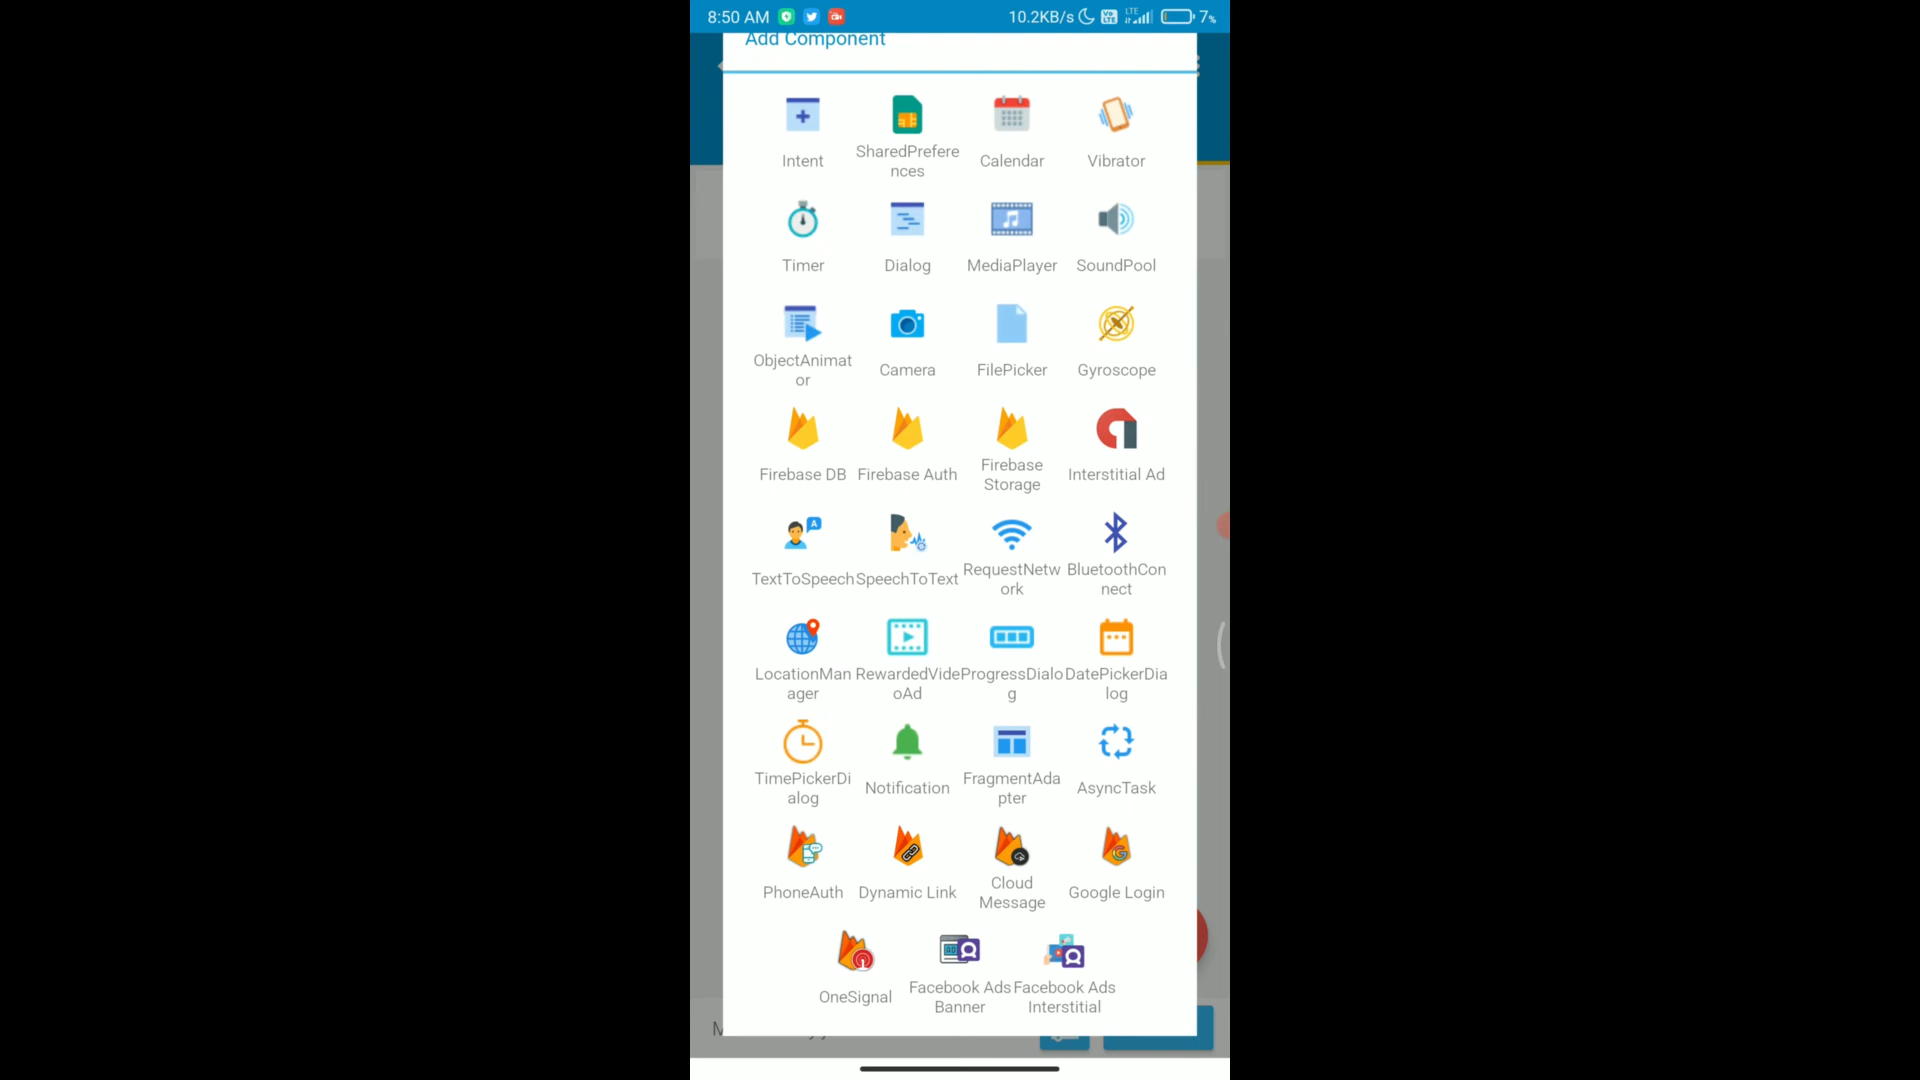 8:50 AM
10.2KB/s
VO
LTE
LTE
7%
Add Component
Intent
SharedPrefere
nces
Calendar
Vibrator
Timer
Dialog
MediaPlayer
SoundPool
ObjectAnimat
or
Camera
FilePicker
Gyroscope
Firebase DB
Firebase Auth
Firebase
Storage
Interstitial Ad
A
TextToSpeech
SpeechToText
RequestNetw
ork
BluetoothCon
nect
LocationMan
ager
RewardedVide
oAd
ProgressDialo
g
DatePickerDia
log
TimePickerDi
alog
Notification
FragmentAda
pter
AsyncTask
PhoneAuth
Dynamic Link
Cloud
Message
Google Login
OneSignal
Facebook Ads
Banner
Facebook Ads
Interstitial